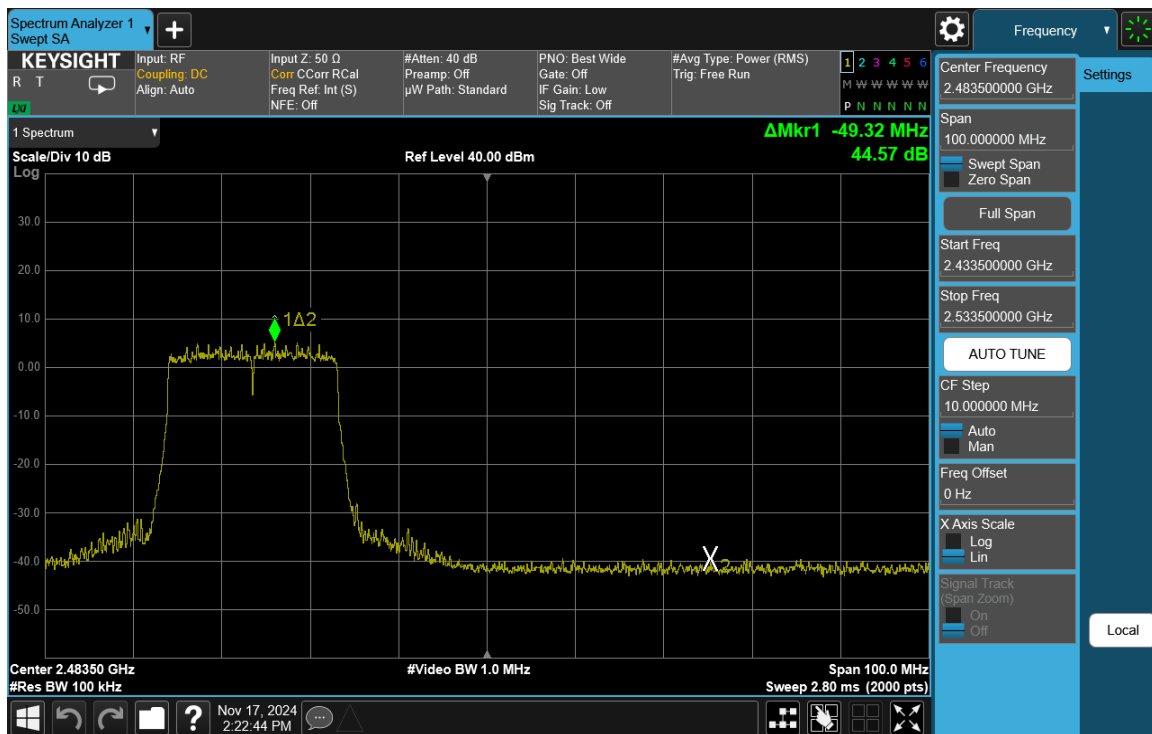 Spectrum Analyzer 1
Swept SA
Frequency
KEYSIGHT
R T
LXI
Input: RF
Coupling: DC
Align: Auto
Input Z: 50 Ω
Corr CCorr RCal
Freq Ref: Int (S)
NFE: Off
#Atten: 40 dB
Preamp: Off
µW Path: Standard
PNO: Best Wide
Gate: Off
IF Gain: Low
Sig Track: Off
#Avg Type: Power (RMS)
Trig: Free Run
1 2 3 4 5 6
M W W W W W
P N N N N N
1 Spectrum
Scale/Div 10 dB
Log
Ref Level 40.00 dBm
ΔMkr1 -49.32 MHz
44.57 dB
30.0
20.0
10.0
0.00
-10.0
-20.0
-30.0
-40.0
-50.0
1Δ2
X2
Center 2.48350 GHz
#Res BW 100 kHz
#Video BW 1.0 MHz
Span 100.0 MHz
Sweep 2.80 ms (2000 pts)
Center Frequency
2.483500000 GHz
Span
100.000000 MHz
Swept Span
Zero Span
Full Span
Start Freq
2.433500000 GHz
Stop Freq
2.533500000 GHz
AUTO TUNE
CF Step
10.000000 MHz
Auto
Man
Freq Offset
0 Hz
X Axis Scale
Log
Lin
Signal Track
(Span Zoom)
On
Off
Settings
Local
?
Nov 17, 2024
2:22:44 PM